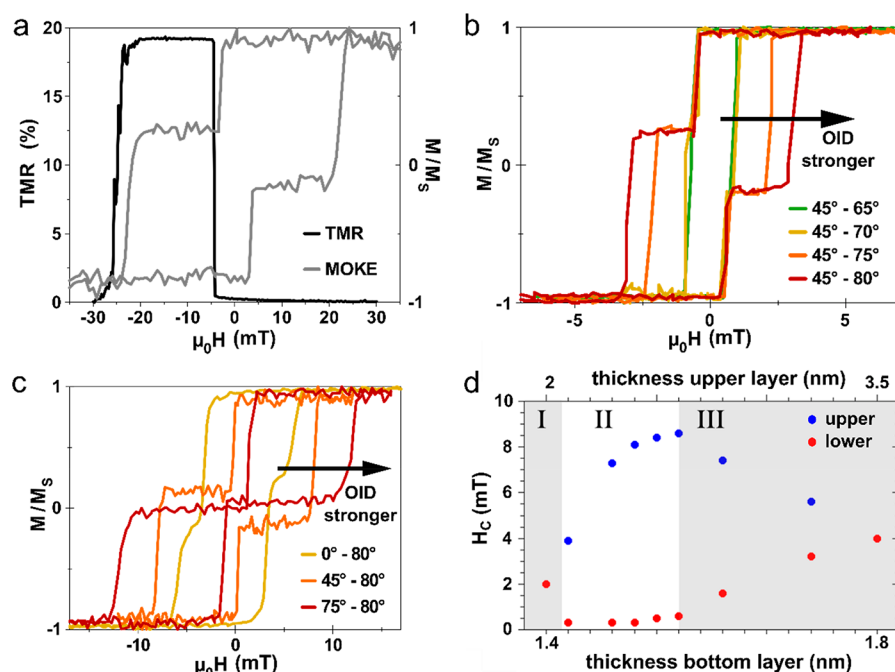 a
TMR (%)
20
15
10
5
0
1
0
-1
M/Ms
TMR
MOKE
-30 -20 -10 0 10 20 30
μ₀H (mT)
b
M/Ms
1
0
-1
OID
stronger
45° - 65°
45° - 70°
45° - 75°
45° - 80°
-5 0 5
μ₀H (mT)
c
M/Ms
1
0
-1
OID
stronger
0° - 80°
45° - 80°
75° - 80°
-10 0 10
μ₀H (mT)
d
thickness upper layer (nm)
2 3.5
I II III
upper
lower
Hc (mT)
10
8
6
4
2
0
1.4 1.8
thickness bottom layer (nm)